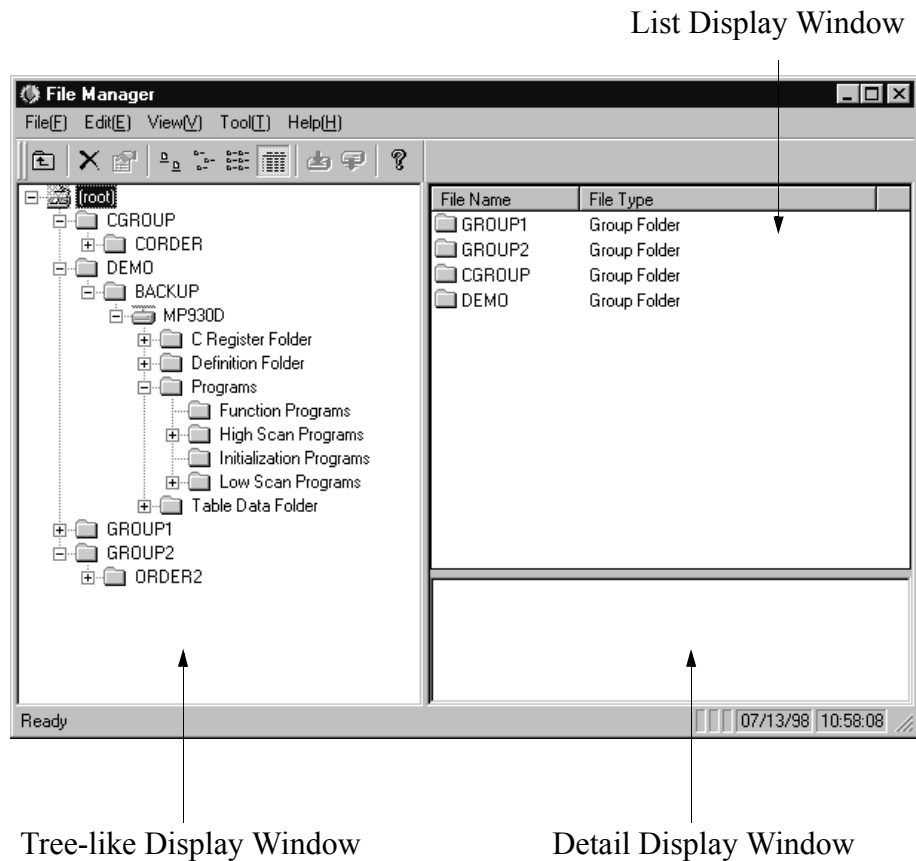 List Display Window
File Manager
File(F) Edit(E) View(V) Tool(T) Help(H)
(root)
CGROUP
CORDER
DEMO
BACKUP
MP930D
C Register Folder
Definition Folder
Programs
Function Programs
High Scan Programs
Initialization Programs
Low Scan Programs
Table Data Folder
GROUP1
GROUP2
ORDER2
File Name File Type
GROUP1 Group Folder
GROUP2 Group Folder
CGROUP Group Folder
DEMO Group Folder
Ready 07/13/98 10:58:08
Tree-like Display Window Detail Display Window